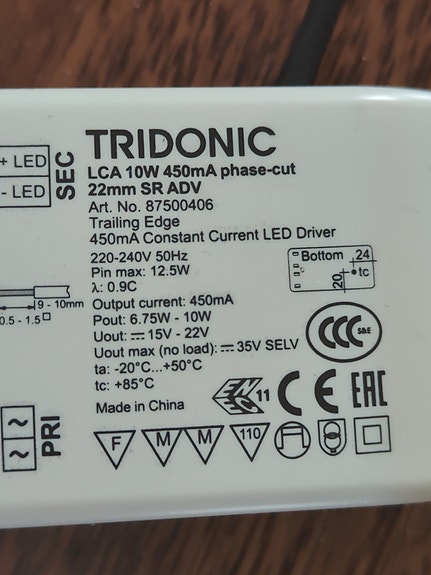 + LED
- LED
SEC
TRIDONIC
LCA 10W 450mA phase-cut
22mm SR ADV
Art. No. 87500406
Trailing Edge
450mA Constant Current LED Driver
220-240V 50Hz
Pin max: 12.5W
λ: 0.9C
Output current: 450mA
Pout: 6.75W - 10W
Uout: ⎓ 15V - 22V
Uout max (no load): ⎓ 35V SELV
ta: -20°C...+50°C
tc: +85°C
Made in China
Bottom
24
tc
20
9 - 10mm
0.5 - 1.5□
CCC S&E
ENEC 11
CE
EAC
~
~
PRI
F
M
M
110